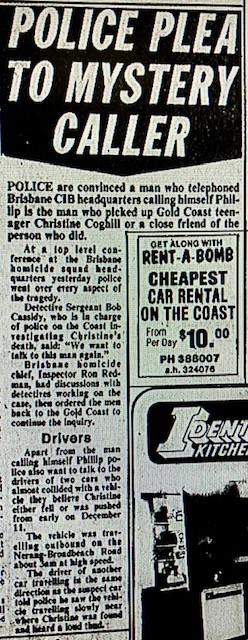 POLICE PLEA
TO MYSTERY
CALLER
POLICE are convinced a man who telephoned
Brisbane CIB headquarters calling himself Phil-
lip is the man who picked up Gold Coast teen-
ager Christine Coghill or a close friend of the
person who did.
At a top level con-
ference at the Brisbane
homicide squad head-
quarters yesterday police
went over every aspect of
the tragedy.
Detective Sergeant Bob
Cassidy, who is in charge
of police on the Coast in-
vestigating Christine's
death, said: "We want to
talk to this man again."
Brisbane homicide
chief, Inspector Ron Red-
man, had discussions with
detectives working on the
case, then ordered the men
back to the Gold Coast to
continue the inquiry.
Drivers
Apart from the man
calling himself Phillip po-
lice also want to talk to the
drivers of two cars who
almost collided with a vehi-
cle they believe Christine
either fell or was pushed
from early on December
11.
The vehicle was trav-
elling outbound on the
Nerang-Broadbeach Road
about 3am at high speed.
The driver of another
car travelling in the same
direction as the suspect car
told police he saw the vehi-
cle travelling slowly near
where Christine was found
and heard a loud thud.
GET ALONG WITH
RENT-A-BOMB
CHEAPEST
CAR RENTAL
ON THE COAST
From
Per Day $10.00
PH 388007
a.h. 324076
IDENT
KITCHE